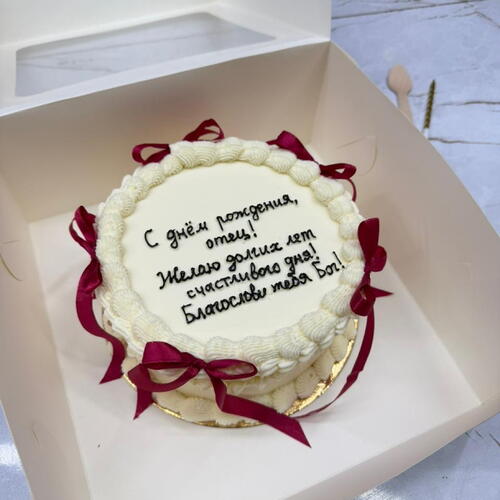 С днём рождения,
отец!
Желаю долгих лет
счастливого дня!
Благослови тебя Бог!